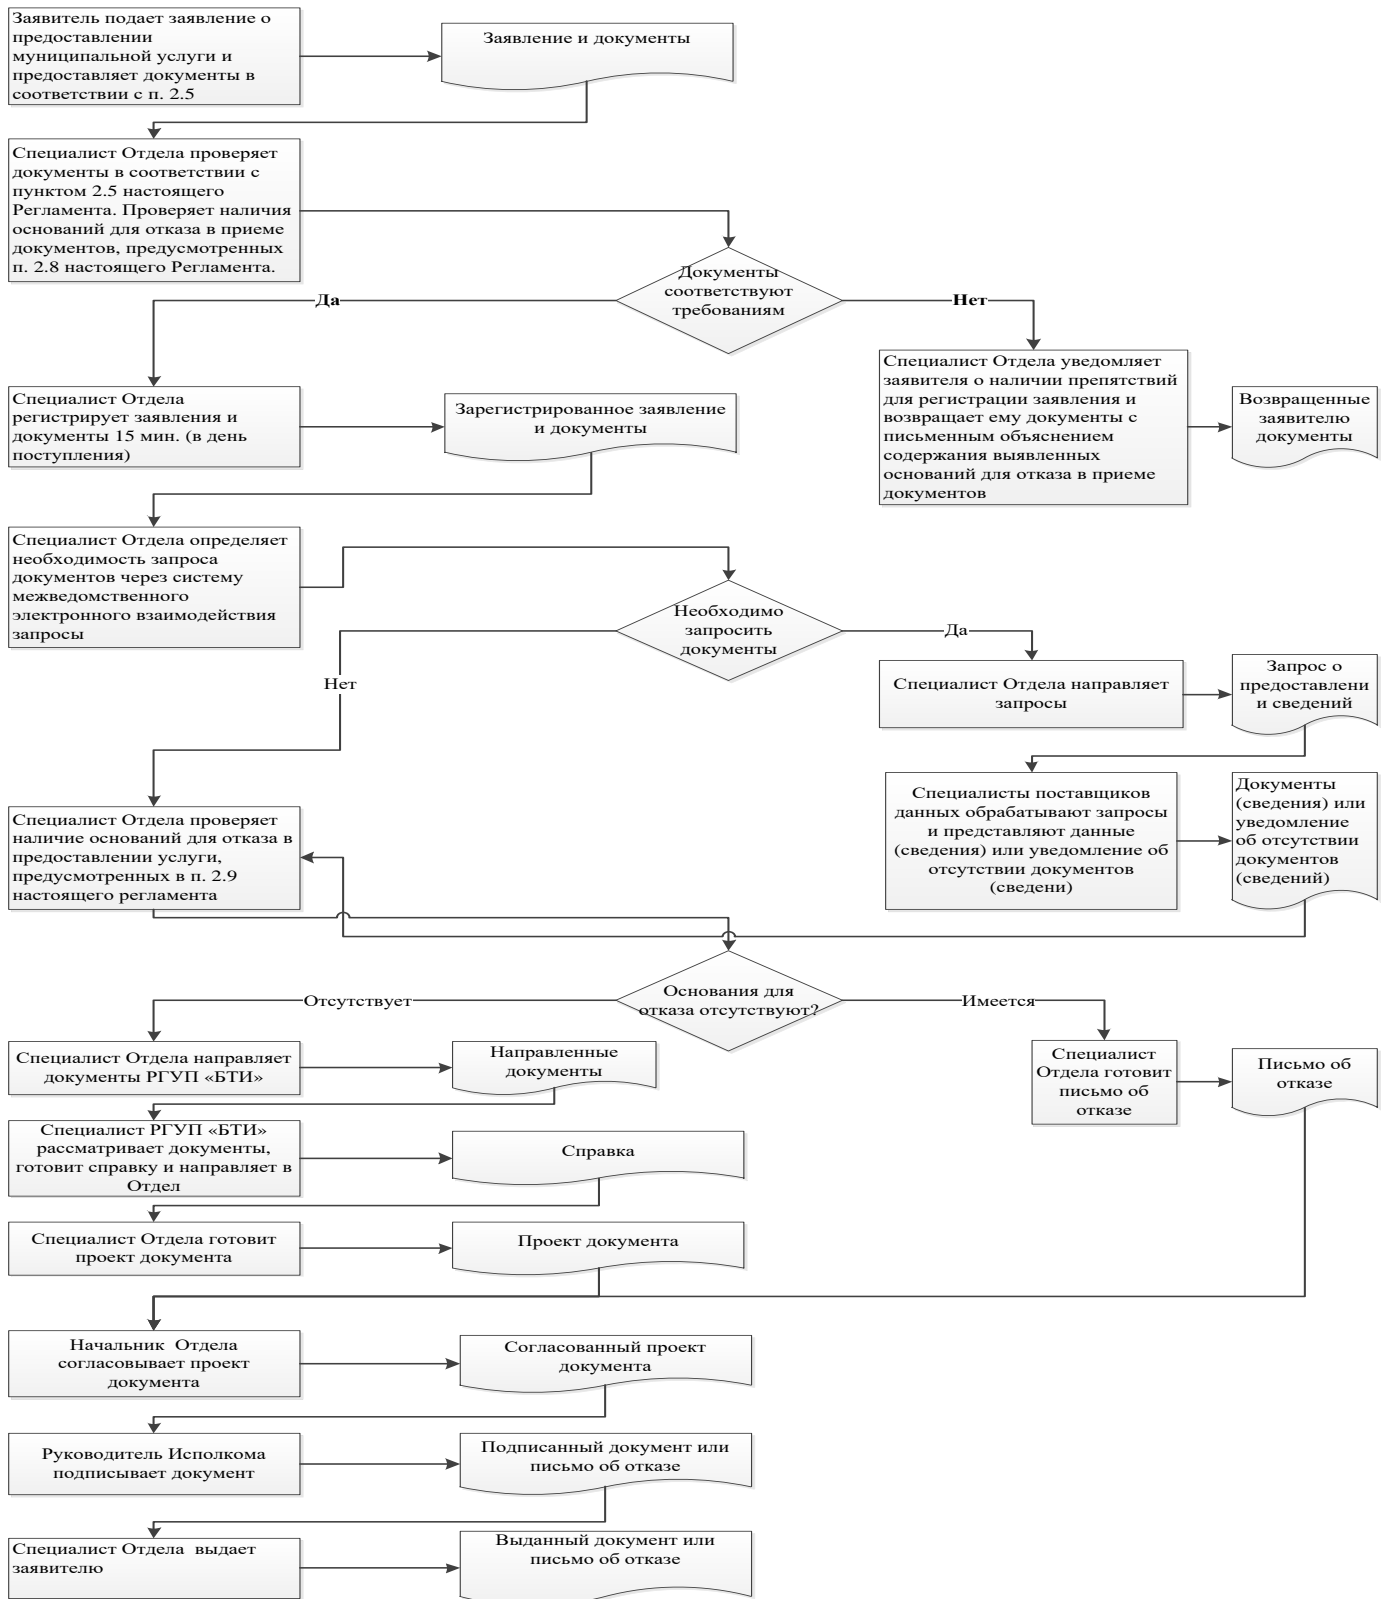 Заявитель подает заявление о
предоставлении
муниципальной услуги и
предоставляет документы в
соответствии с п. 2.5
Заявление и документы
Специалист Отдела проверяет
документы в соответствии с
пунктом 2.5 настоящего
Регламента. Проверяет наличия
оснований для отказа в приеме
документов, предусмотренных
п. 2.8 настоящего Регламента.
Документы
соответствуют
требованиям
Да
Нет
Специалист Отдела
регистрирует заявления и
документы 15 мин. (в день
поступления)
Зарегистрированное заявление
и документы
Специалист Отдела уведомляет
заявителя о наличии препятствий
для регистрации заявления и
возвращает ему документы с
письменным объяснением
содержания выявленных
оснований для отказа в приеме
документов
Возвращенные
заявителю
документы
Специалист Отдела определяет
необходимость запроса
документов через систему
межведомственного
электронного взаимодействия
запросы
Необходимо
запросить
документы
Да
Нет
Специалист Отдела направляет
запросы
Запрос о
предоставлени
и сведений
Специалисты поставщиков
данных обрабатывают запросы
и представляют данные
(сведения) или уведомление об
отсутствии документов
(сведени)
Документы
(сведения) или
уведомление
об отсутствии
документов
(сведений)
Специалист Отдела проверяет
наличие оснований для отказа в
предоставлении услуги,
предусмотренных в п. 2.9
настоящего регламента
Основания для
отказа отсутствуют?
Отсутствует
Имеется
Специалист Отдела направляет
документы РГУП «БТИ»
Направленные
документы
Специалист
Отдела готовит
письмо об
отказе
Письмо об
отказе
Специалист РГУП «БТИ»
рассматривает документы,
готовит справку и направляет в
Отдел
Справка
Специалист Отдела готовит
проект документа
Проект документа
Начальник  Отдела
согласовывает проект
документа
Согласованный проект
документа
Руководитель Исполкома
подписывает документ
Подписанный документ или
письмо об отказе
Специалист Отдела  выдает
заявителю
Выданный документ или
письмо об отказе